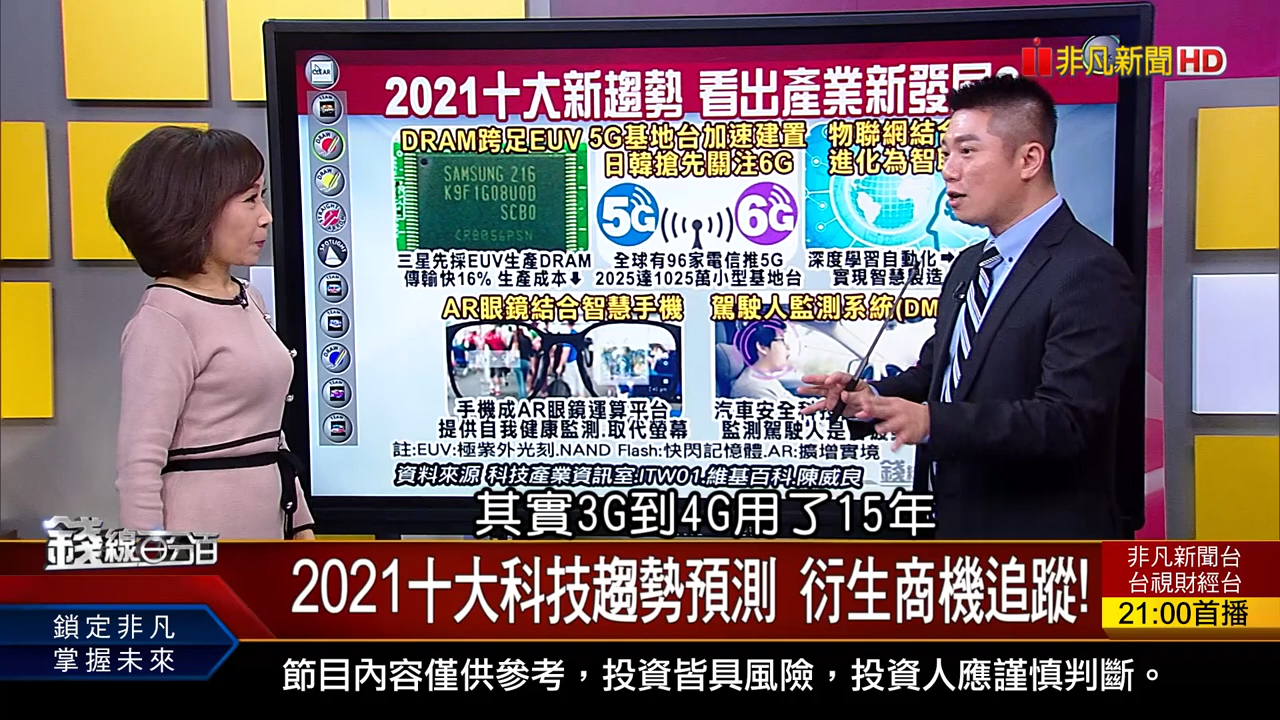 非凡新聞HD
CLEAR
2021十大新趨勢 看出產業新發展?
DRAM跨足EUV
SAMSUNG 216
K9F1G08U0D
SCB0
三星先採EUV生產DRAM
傳輸快16% 生產成本⬇
5G基地台加速建置
日韓搶先關注6G
5G
6G
全球有96家電信推5G
2025達1025萬小型基地台
物聯網結合
進化為智
深度學習自動化➡
實現智慧製造
AR眼鏡結合智慧手機
手機成AR眼鏡運算平台
提供自我健康監測.取代螢幕
駕駛人監測系統(DM
汽車安全科
監測駕駛人是
註:EUV:極紫外光刻.NAND Flash:快閃記憶體.AR:擴增實境
資料來源 科技產業資訊室.ITW01.維基百科.陳威良
其實3G到4G用了15年
錢線百分百
2021十大科技趨勢預測 衍生商機追蹤!
非凡新聞台
台視財經台
21:00首播
鎖定非凡
掌握未來
節目內容僅供參考，投資皆具風險，投資人應謹慎判斷。